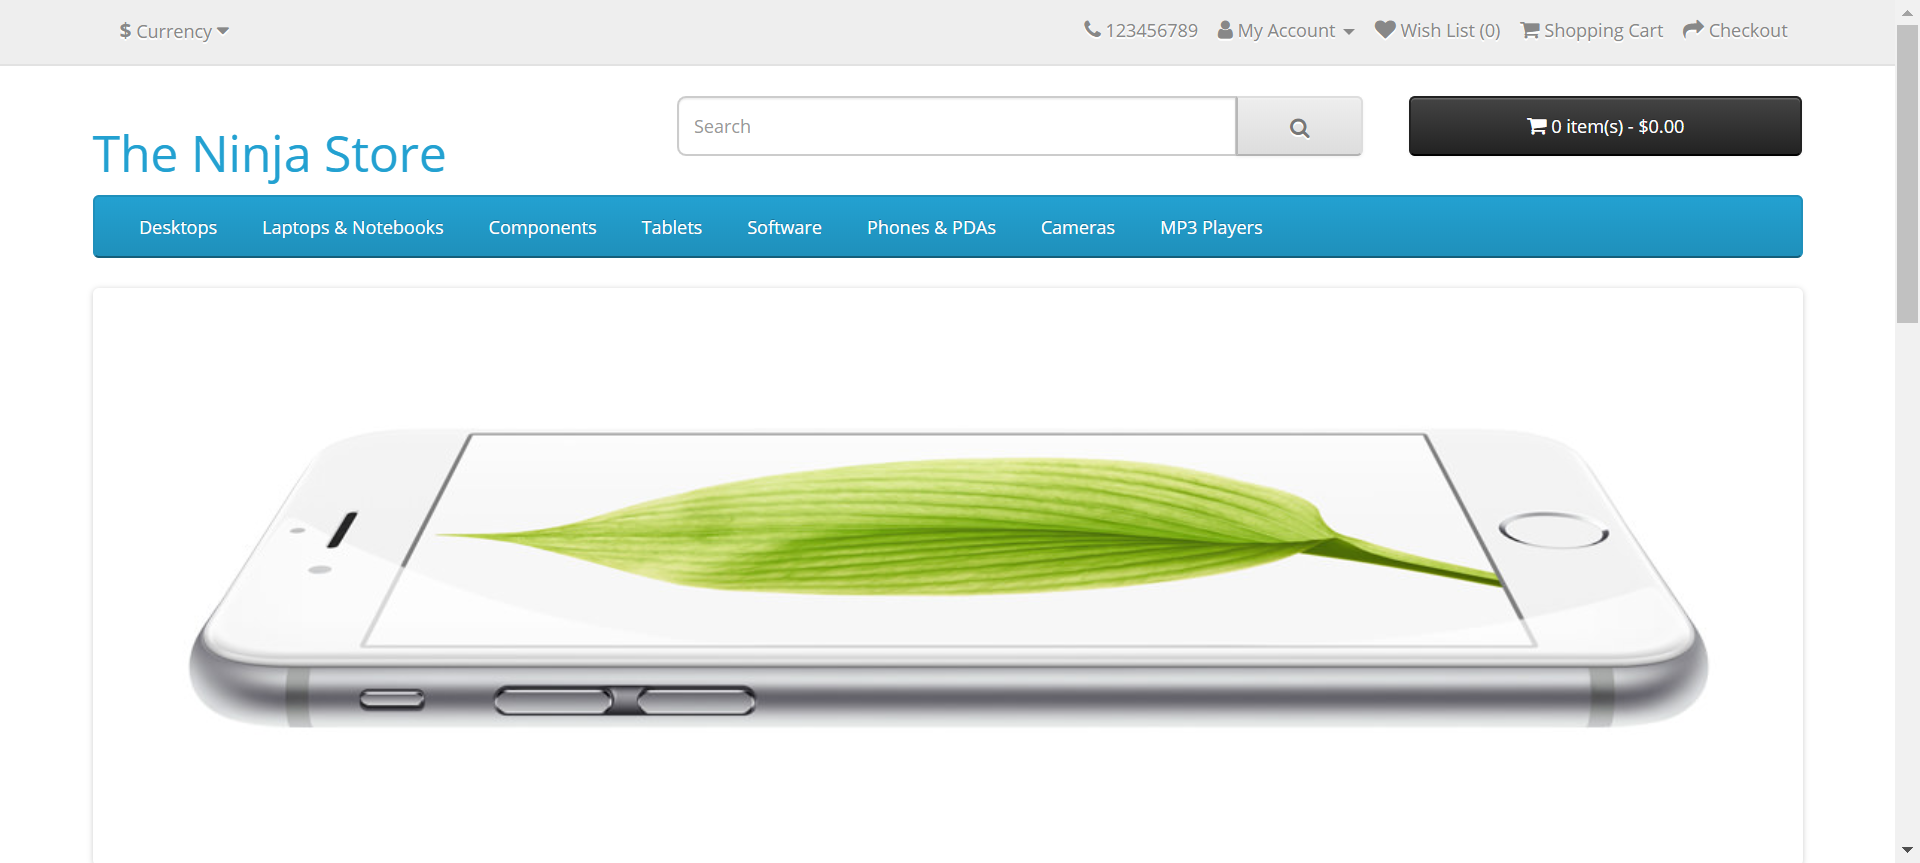 $ Currency
123456789 My Account Wish List (0) Shopping Cart Checkout
The Ninja Store
Search
0 item(s) - $0.00
Desktops Laptops & Notebooks Components Tablets Software Phones & PDAs Cameras MP3 Players